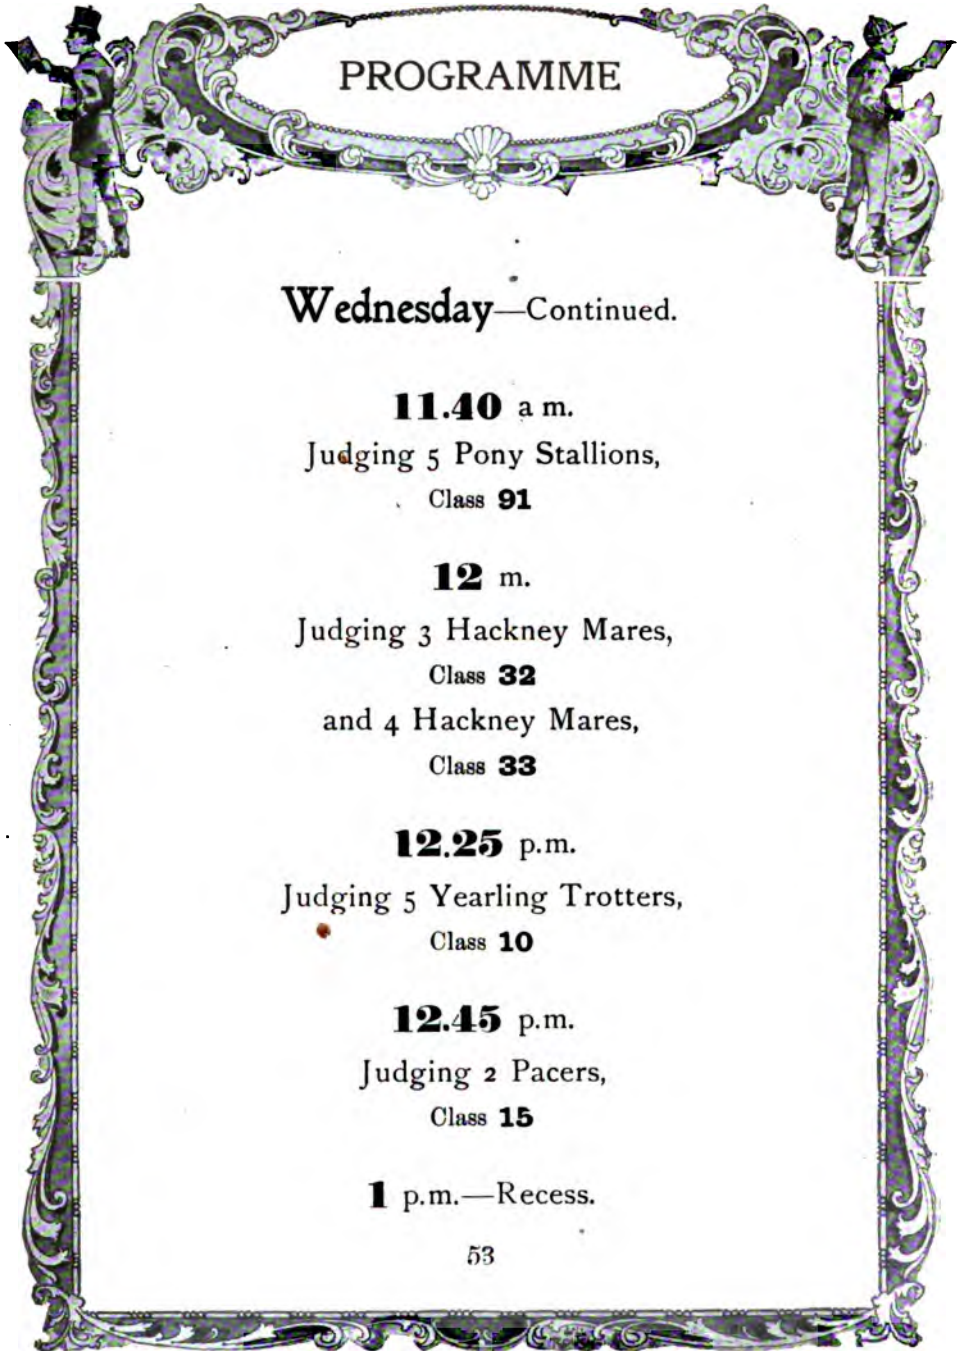 PROGRAMME
Wednesday—Continued.
11.40 a m.
Judging 5 Pony Stallions,
Class 91
12 m.
Judging 3 Hackney Mares,
Class 32
and 4 Hackney Mares,
Class 33
12.25 p.m.
Judging 5 Yearling Trotters,
Class 10
12.45 p.m.
Judging 2 Pacers,
Class 15
1 p.m.—Recess.
53